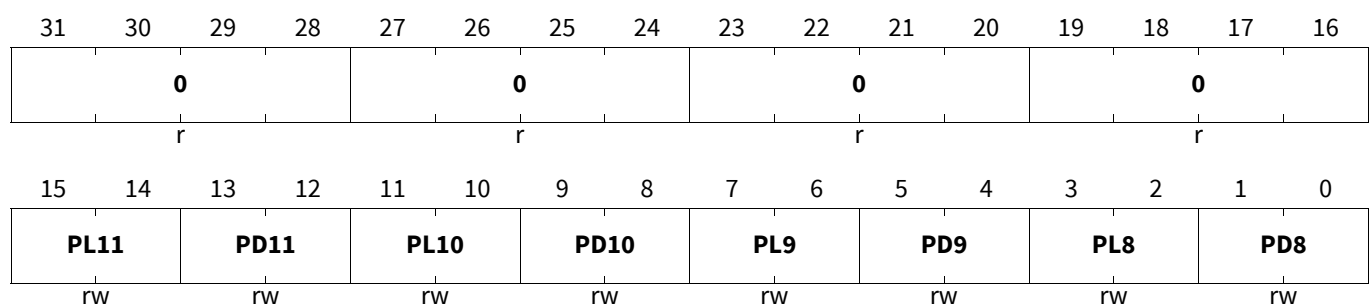 31 30 29 28 27 26 25 24 23 22 21 20 19 18 17 16
0 0 0 0
r r r r
15 14 13 12 11 10 9 8 7 6 5 4 3 2 1 0
PL11 PD11 PL10 PD10 PL9 PD9 PL8 PD8
rw rw rw rw rw rw rw rw